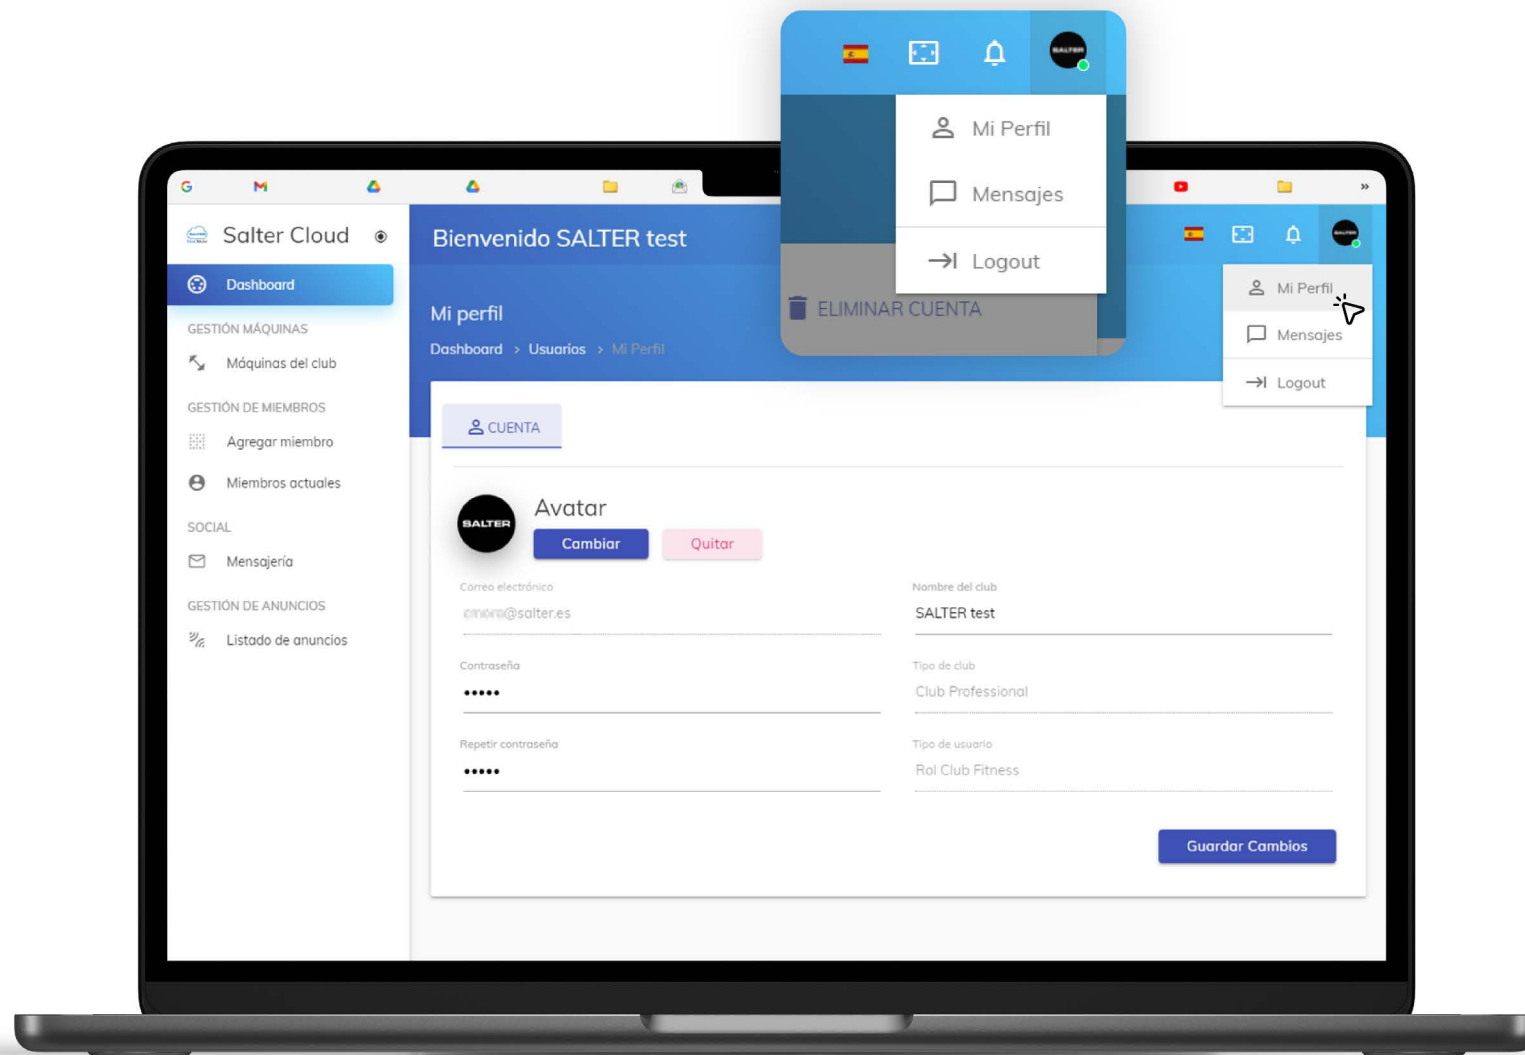 SALTER
Mi Perfil
Mensajes
Logout
ELIMINAR CUENTA
Salter Cloud
Bienvenido SALTER test
Dashboard
GESTIÓN MÁQUINAS
Máquinas del club
GESTIÓN DE MIEMBROS
Agregar miembro
Miembros actuales
SOCIAL
Mensajería
GESTIÓN DE ANUNCIOS
Listado de anuncios
Mi perfil
Dashboard > Usuarios > Mi Perfil
Mi Perfil
Mensajes
Logout
CUENTA
SALTER
Avatar
Cambiar
Quitar
Correo electrónico
@salter.es
Nombre del club
SALTER test
Contraseña
•••••
Tipo de club
Club Professional
Repetir contraseña
•••••
Tipo de usuario
Rol Club Fitness
Guardar Cambios